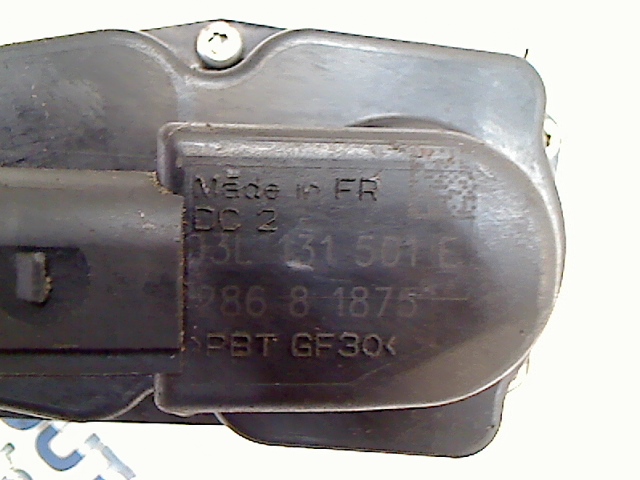 Made in FR
DC 2
03L 131 501 E
286 8 1875
>PBT GF30<